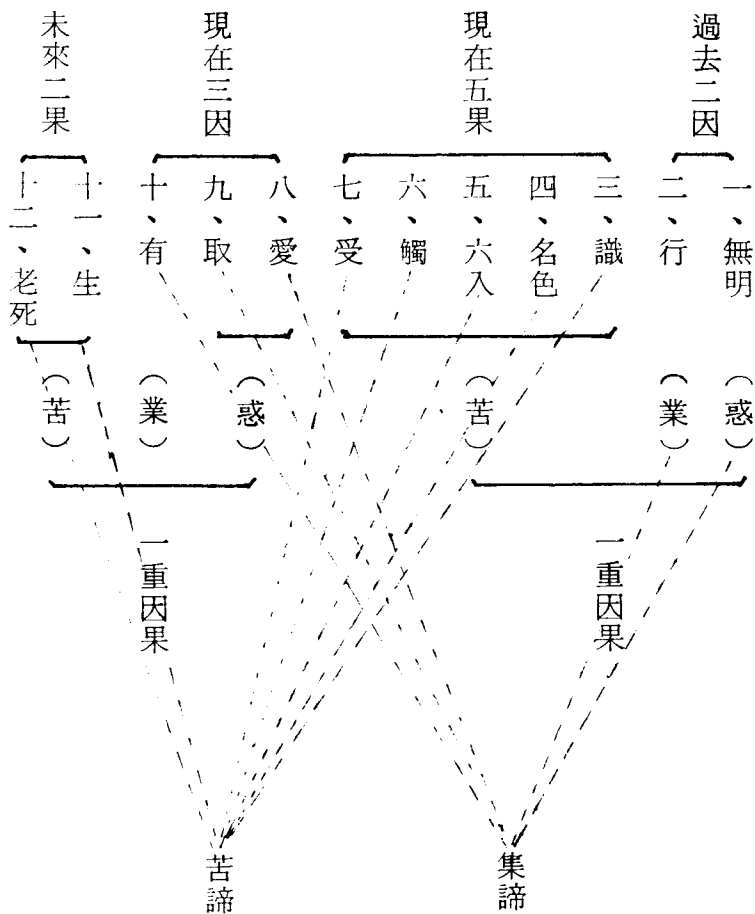 過去二因
現在五果
現在三因
未來二果
一、無明
二、行
三、識
四、名色
五、六入
六、觸
七、受
八、愛
九、取
十、有
十一、生
十二、老死
（惑）
（業）
（苦）
（惑）
（業）
（苦）
一重因果
一重因果
集諦
苦諦